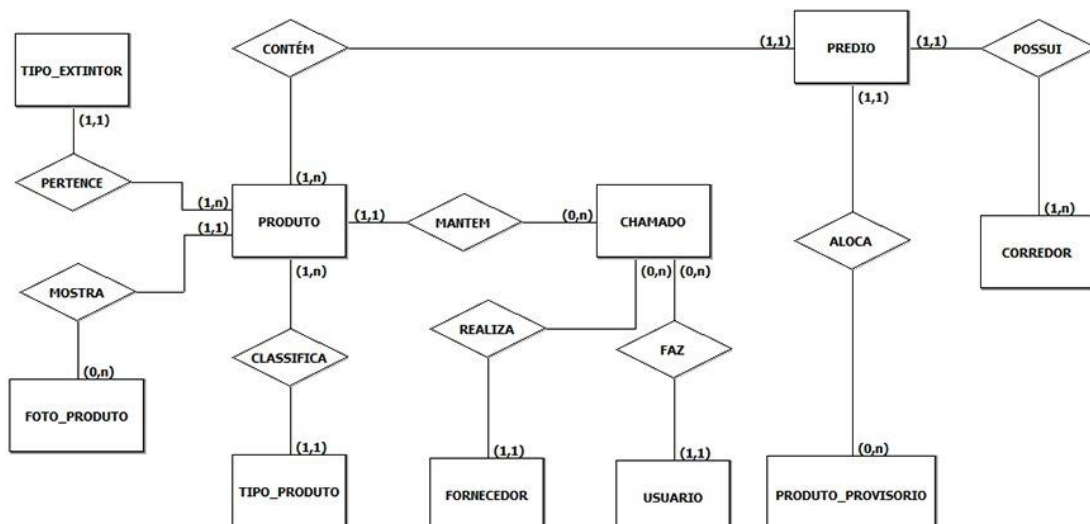 CONTÉM
(1,1)
PREDIO
(1,1)
POSSUI
TIPO_EXTINTOR
(1,1)
(1,1)
PERTENCE
(1,n)
(1,n)
PRODUTO
(1,1)
MANTEM
(0,n)
CHAMADO
(1,1)
(1,n)
(0,n)
(0,n)
ALOCA
(1,n)
CORREDOR
MOSTRA
REALIZA
FAZ
CLASSIFICA
(0,n)
FOTO_PRODUTO
(1,1)
TIPO_PRODUTO
(1,1)
FORNECEDOR
(1,1)
USUARIO
(0,n)
PRODUTO_PROVISORIO